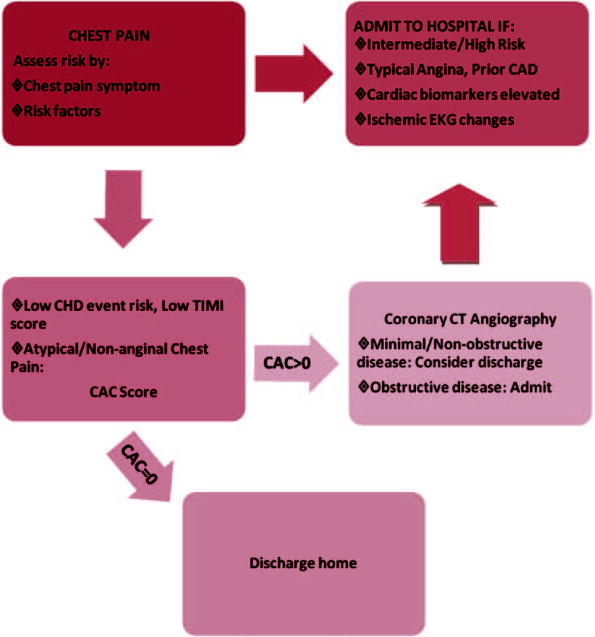 CHEST PAIN
Assess risk by:
❖Chest pain symptom
❖Risk factors
ADMIT TO HOSPITAL IF:
❖Intermediate/High Risk
❖Typical Angina, Prior CAD
❖Cardiac biomarkers elevated
❖Ischemic EKG changes
❖Low CHD event risk, Low TIMI
score
❖Atypical/Non-anginal Chest
Pain:
CAC Score
CAC>0
Coronary CT Angiography
❖Minimal/Non-obstructive
disease: Consider discharge
❖Obstructive disease: Admit
CAC=0
Discharge home